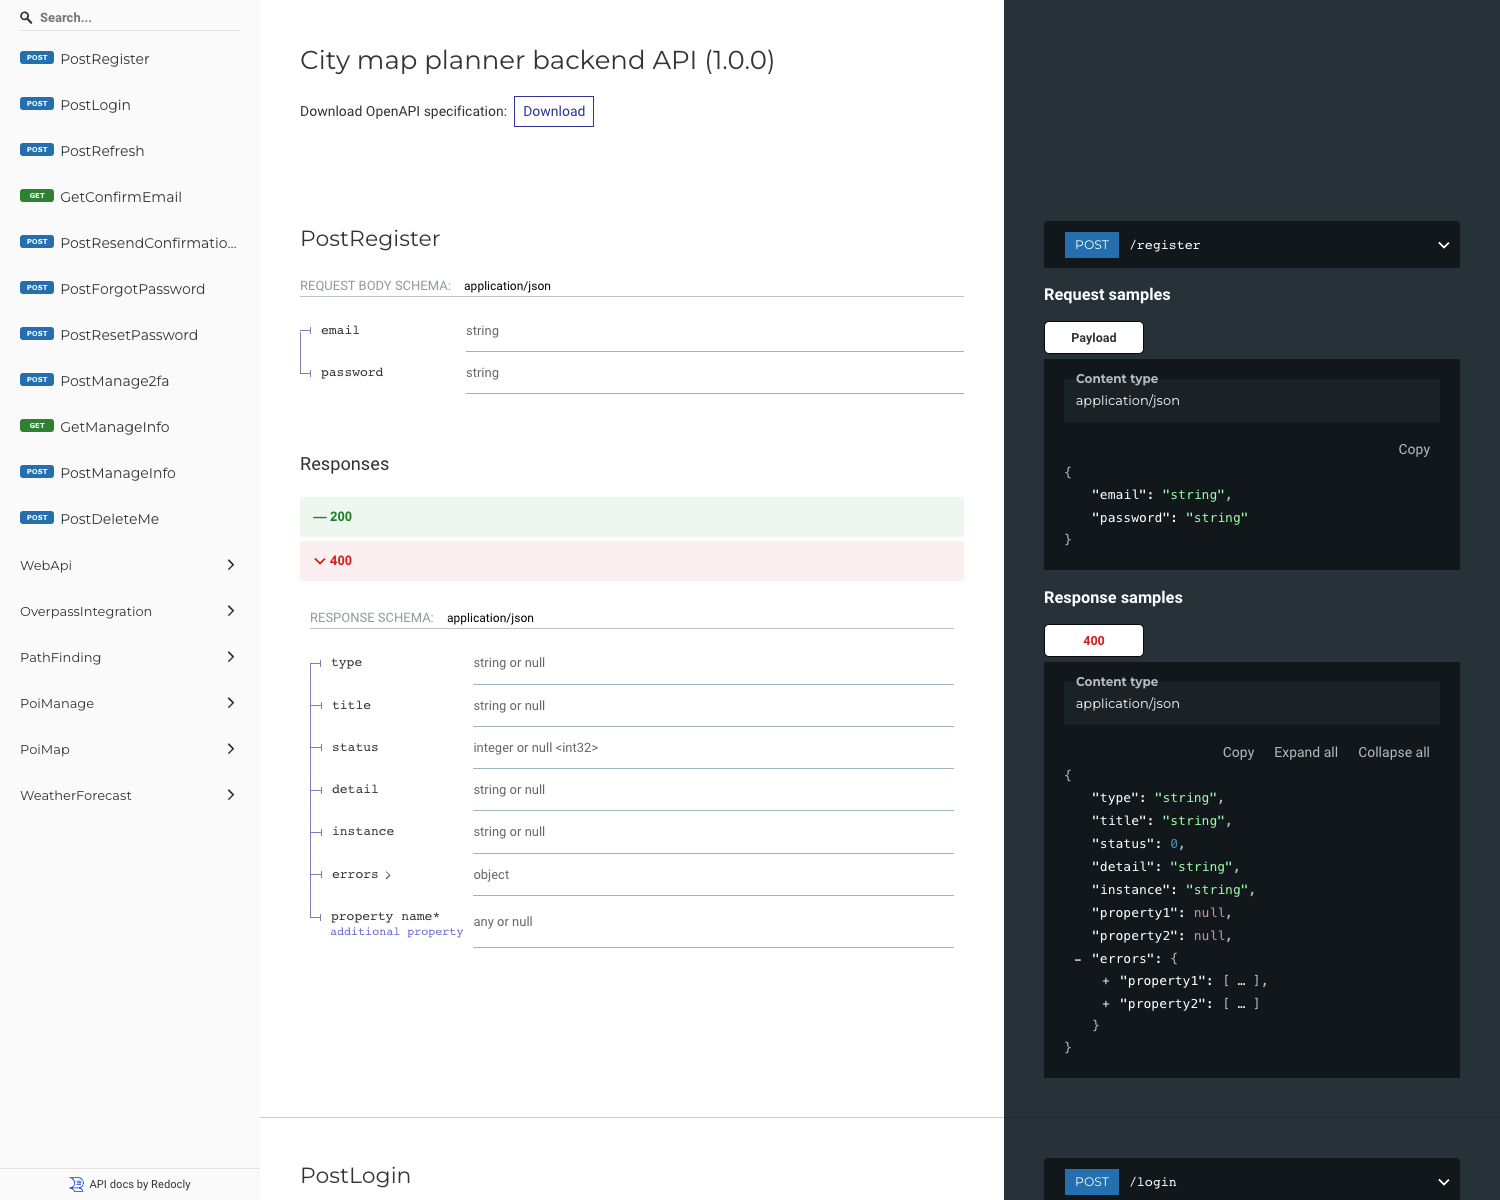 Search...
POST PostRegister
POST PostLogin
POST PostRefresh
GET GetConfirmEmail
POST PostResendConfirmatio...
POST PostForgotPassword
POST PostResetPassword
POST PostManage2fa
GET GetManageInfo
POST PostManageInfo
POST PostDeleteMe
WebApi
OverpassIntegration
PathFinding
PoiManage
PoiMap
WeatherForecast
API docs by Redocly
City map planner backend API (1.0.0)
Download OpenAPI specification: Download
PostRegister
REQUEST BODY SCHEMA: application/json
email string
password string
Responses
— 200
400
RESPONSE SCHEMA: application/json
type string or null
title string or null
status integer or null <int32>
detail string or null
instance string or null
errors > object
property name* any or null
additional property
PostLogin
POST /register
Request samples
Payload
Content type
application/json
Copy
{
"email": "string",
"password": "string"
}
Response samples
400
Content type
application/json
Copy Expand all Collapse all
{
"type": "string",
"title": "string",
"status": 0,
"detail": "string",
"instance": "string",
"property1": null,
"property2": null,
- "errors": {
+ "property1": [ … ],
+ "property2": [ … ]
}
}
POST /login